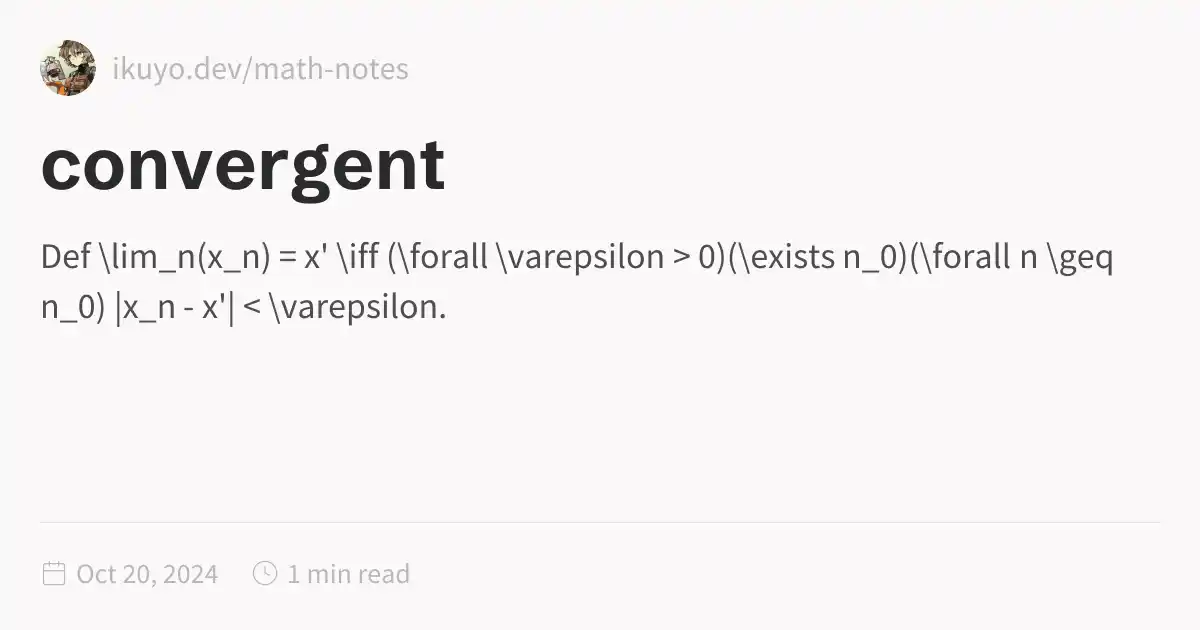 ikuyo.dev/math-notes
convergent
Def \lim_n(x_n) = x' \iff (\forall \varepsilon > 0)(\exists n_0)(\forall n \geq
n_0) |x_n - x'| < \varepsilon.
Oct 20, 2024 1 min read